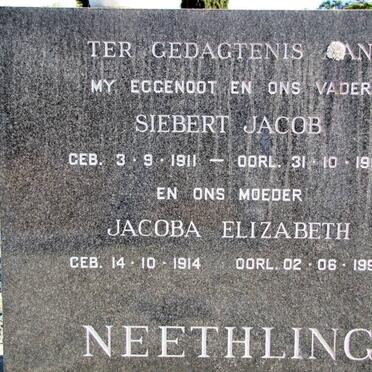 TER GEDAGTENIS AAN
MY EGGENOOT EN ONS VADER
SIEBERT JACOB
GEB. 3·9·1911 — OORL. 31·10·19
EN ONS MOEDER
JACOBA ELIZABETH
GEB. 14·10·1914 OORL. 02·06·199
NEETHLING